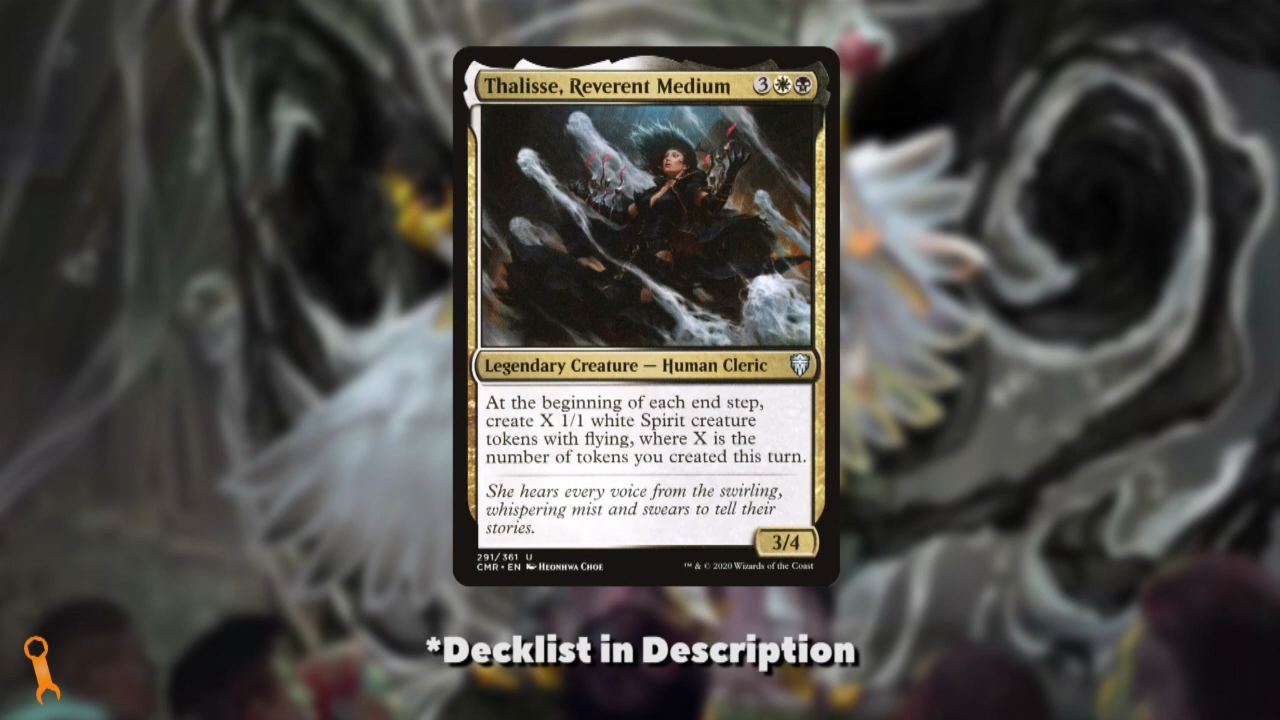 Thalisse, Reverent Medium 3
Legendary Creature — Human Cleric
At the beginning of each end step,
create X 1/1 white Spirit creature
tokens with flying, where X is the
number of tokens you created this turn.
She hears every voice from the swirling,
whispering mist and swears to tell their
stories.
3/4
291/361 U
CMR • EN Heonhwa Choe
™ & © 2020 Wizards of the Coast
*Decklist in Description